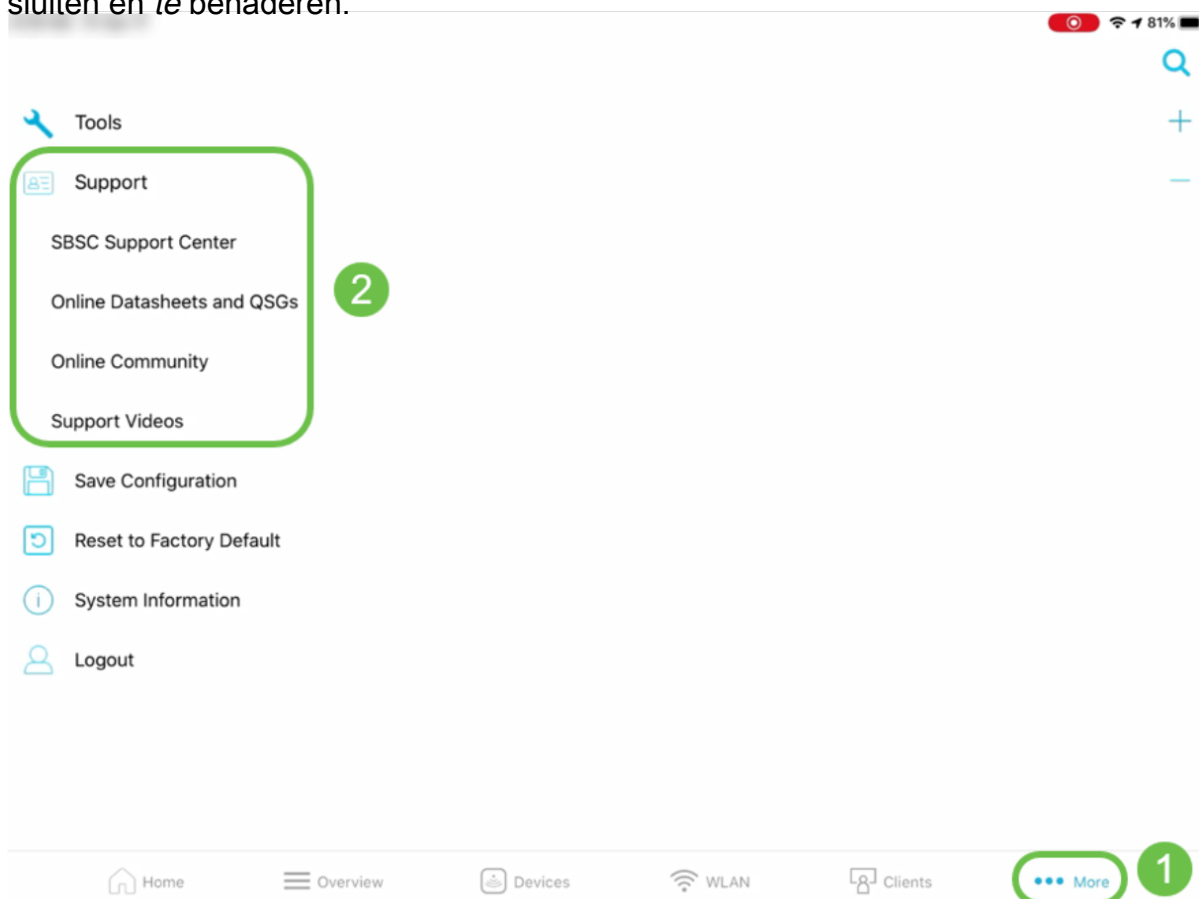 sluiten en te benaderen.
81%
Tools
Support
SBSC Support Center
Online Datasheets and QSGs
2
Online Community
Support Videos
Save Configuration
Reset to Factory Default
System Information
Logout
Home Overview Devices WLAN Clients More 1